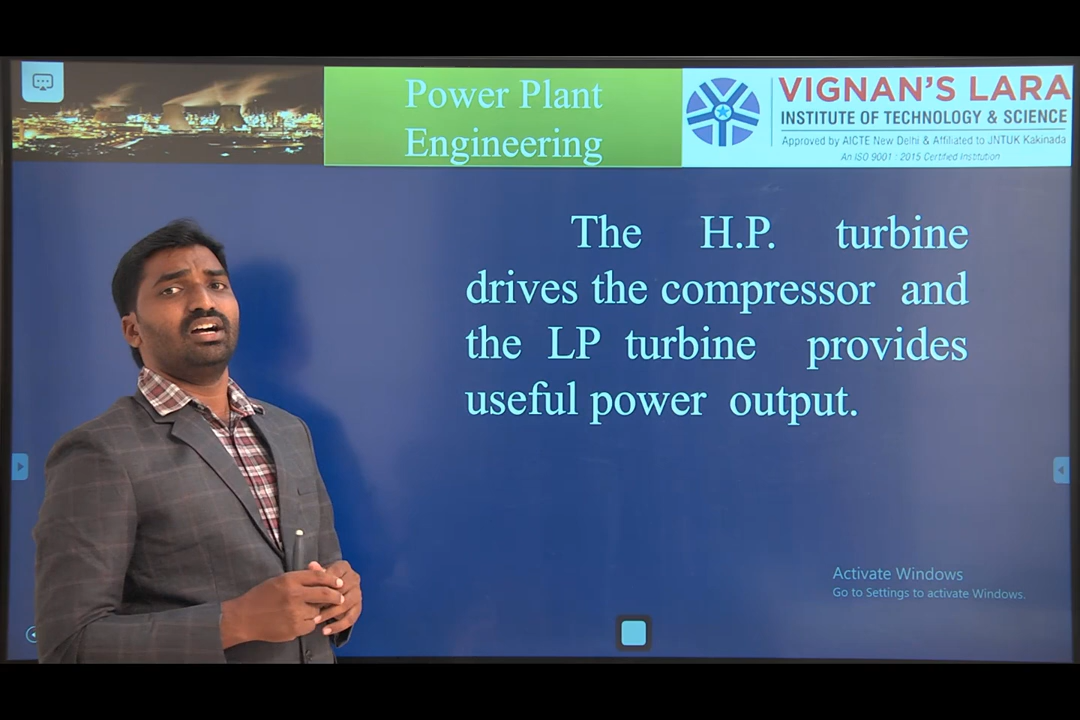 Power Plant
Engineering
VIGNAN'S LARA
INSTITUTE OF TECHNOLOGY & SCIENCE
Approved by AICTE New Delhi & Affiliated to JNTUK Kakinada
An ISO 9001 : 2015 Certified Institution
The H.P. turbine
drives the compressor and
the LP turbine provides
useful power output.
Activate Windows
Go to Settings to activate Windows.